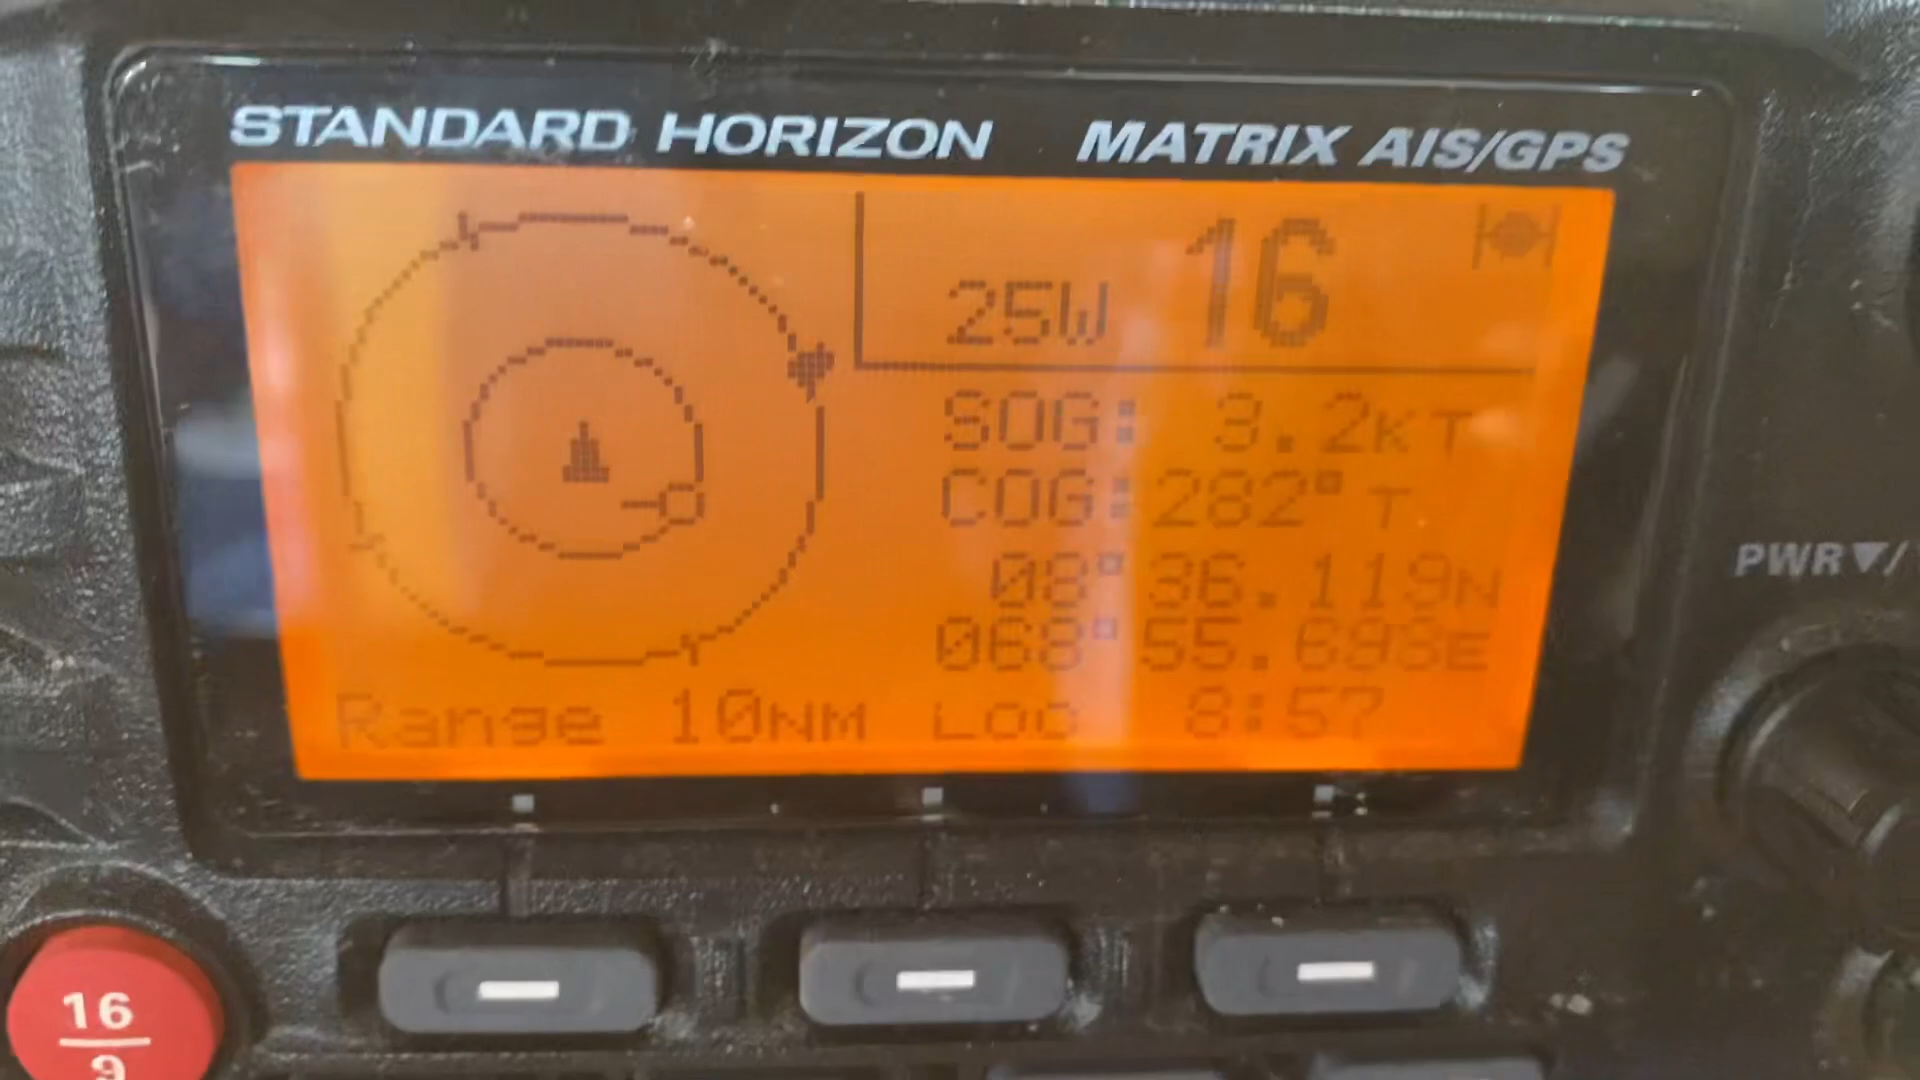 STANDARD HORIZON MATRIX AIS/GPS
25W 16
SOG: 3.2KT
COG:282° T
08°36.119N
068°55.698E
Range 10NM LOC 8:57
PWR▼/
16
9